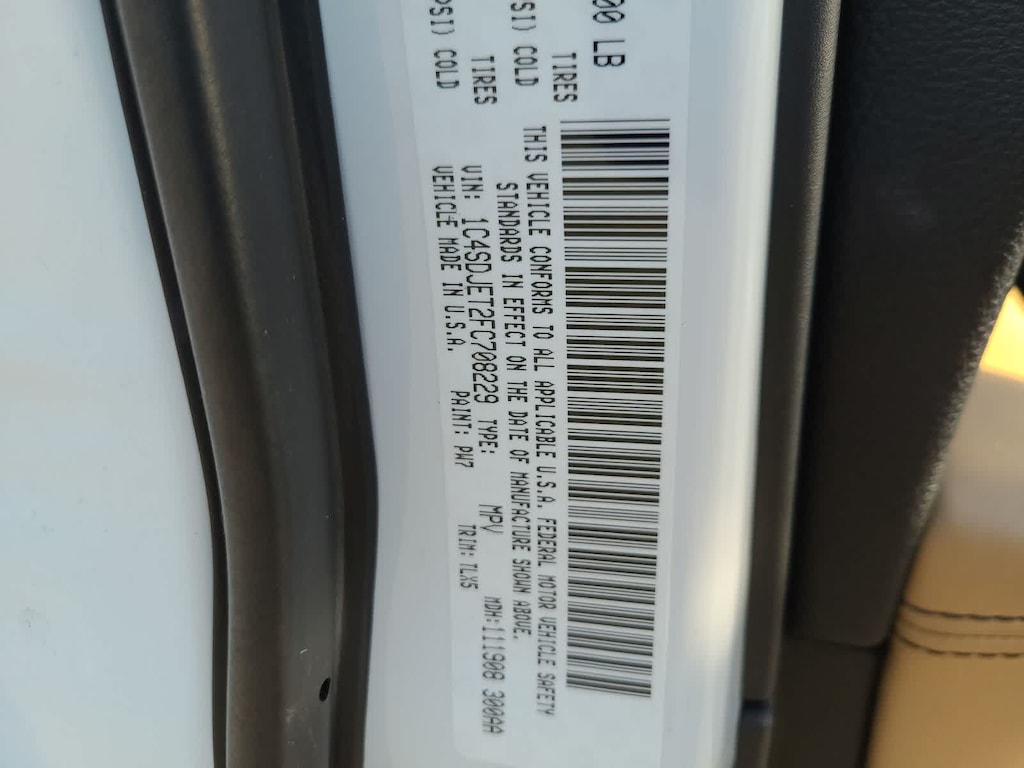 00 LB
TIRES
PSI) COLD
TIRES
PSI) COLD
THIS VEHICLE CONFORMS TO ALL APPLICABLE U.S.A. FEDERAL MOTOR VEHICLE SAFETY
STANDARDS IN EFFECT ON THE DATE OF MANUFACTURE SHOWN ABOVE.
VIN: 1C4SDJET2FC708229 TYPE: MPV MDH:111908 300AA
VEHICLE MADE IN U.S.A. PAINT: PW7 TRIM: TLX5